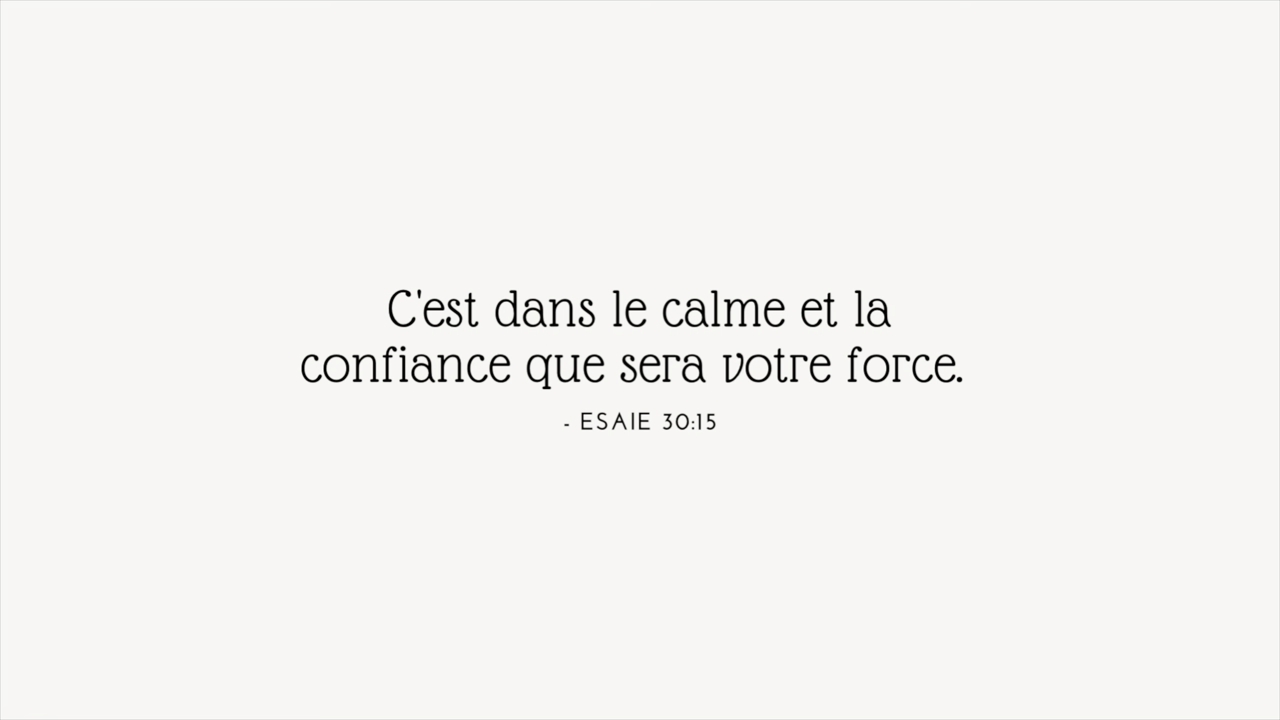 C'est dans le calme et la
confiance que sera votre force.
- ESAIE 30:15